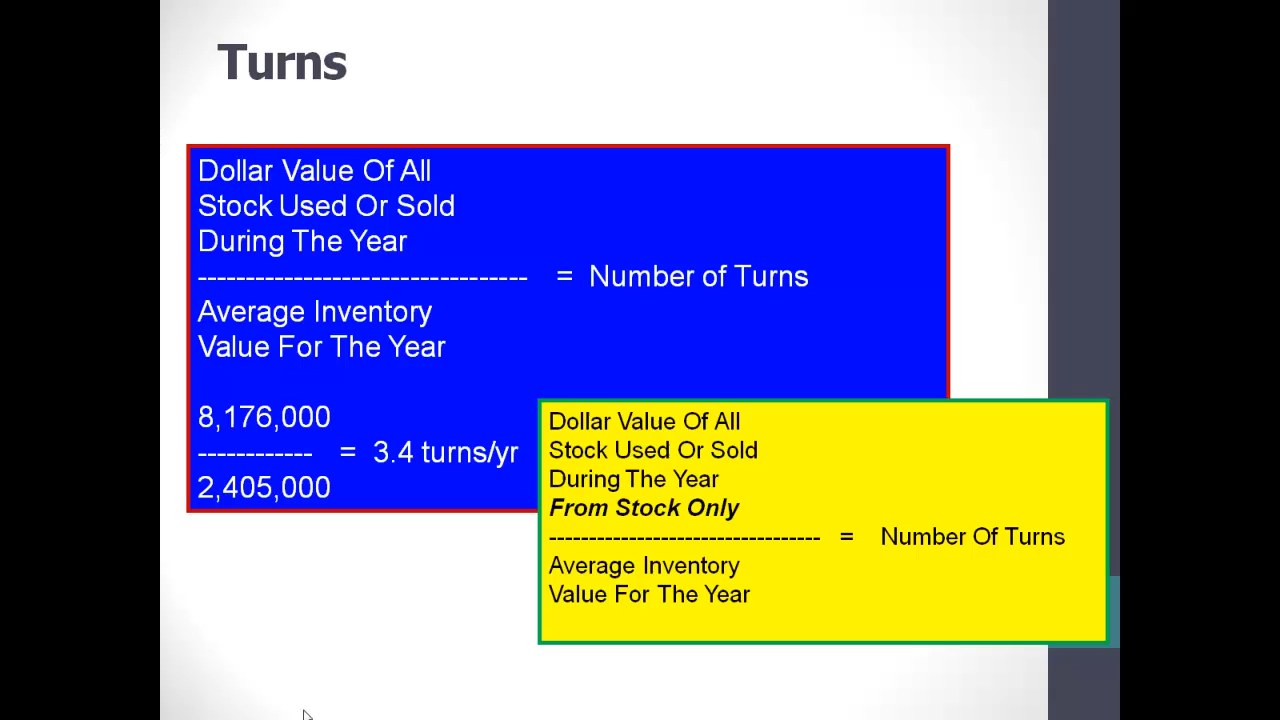 Turns
Dollar Value Of All
Stock Used Or Sold
During The Year
---------------------------------- = Number of Turns
Average Inventory
Value For The Year
8,176,000
------------ = 3.4 turns/yr
2,405,000
Dollar Value Of All
Stock Used Or Sold
During The Year
From Stock Only
---------------------------------- = Number Of Turns
Average Inventory
Value For The Year